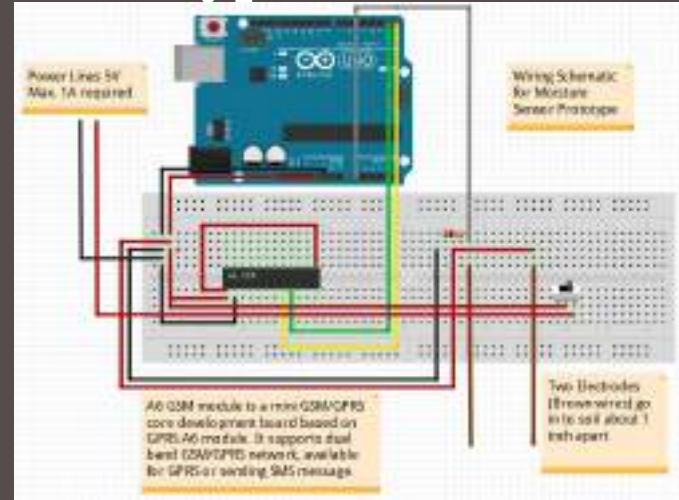 Power Lines 5V
Max. 1A required
Wiring Schematic
for Moisture
Sensor Prototype
UNO
ARDUINO
A6 GSM module is a mini GSM/GPRS
core development board based on
GPRS A6 module. It supports dual
band GSM/GPRS network, available
for GPRS or sending SMS message
Two Electrodes
(Brown wires) go
in to soil about 1
inch apart